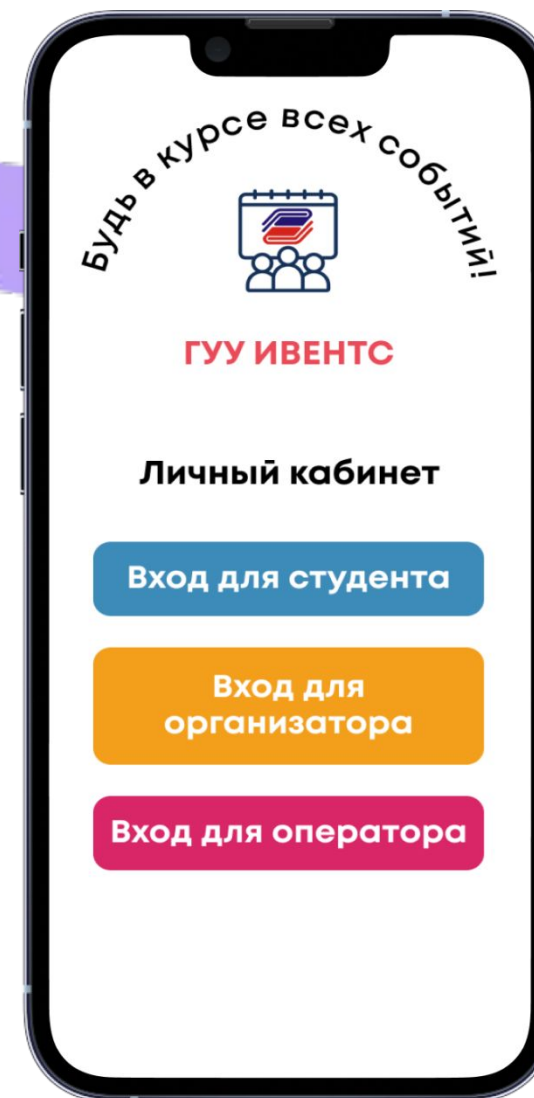 Будь в курсе всех событий!
ГУУ ИВЕНТС
Личный кабинет
Вход для студента
Вход для
организатора
Вход для оператора